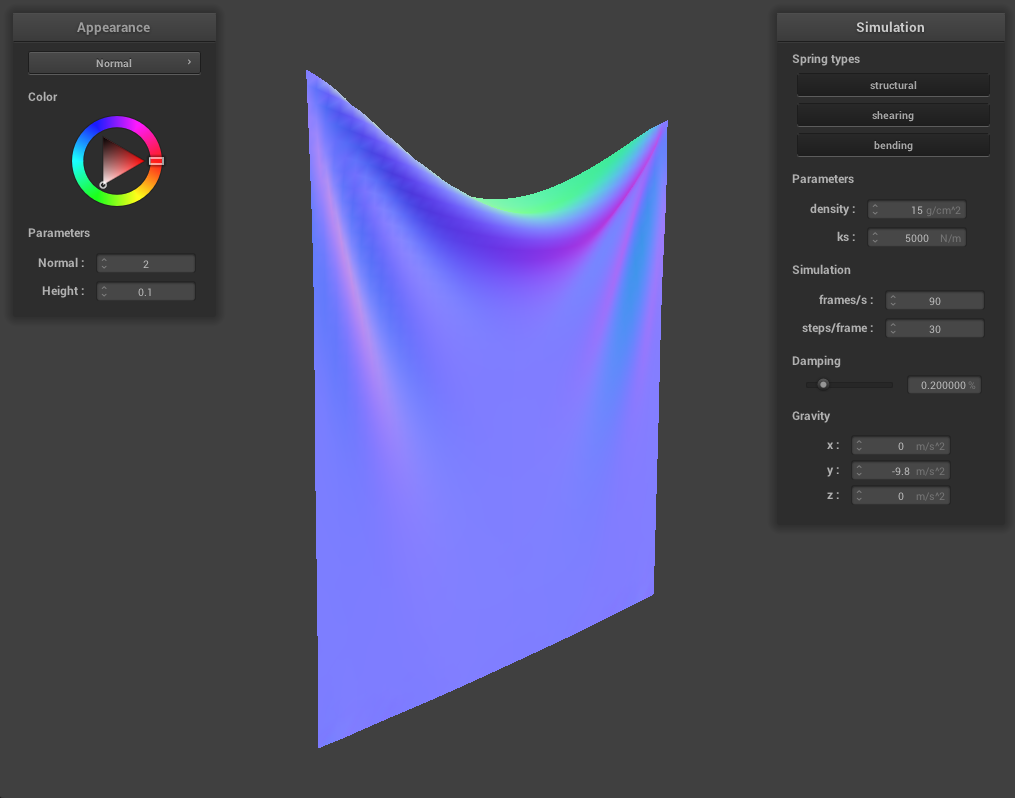 Appearance
Normal ›
Color
Parameters
Normal : 2
Height : 0.1
Simulation
Spring types
structural
shearing
bending
Parameters
density : 15 g/cm^2
ks : 5000 N/m
Simulation
frames/s : 90
steps/frame : 30
Damping
0.200000 %
Gravity
x : 0 m/s^2
y : -9.8 m/s^2
z : 0 m/s^2